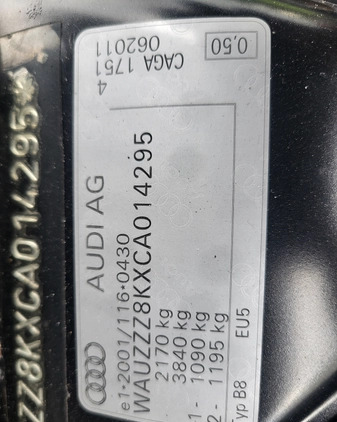 AUDI AG
e1*2001/116*0430
WAUZZZ8KXCA014295
2170 kg
3840 kg
1- 1090 kg
2- 1195 kg
Typ B8 EU5
CAGA 1751
062011
4
0,50
ZZ8KXCA014295*